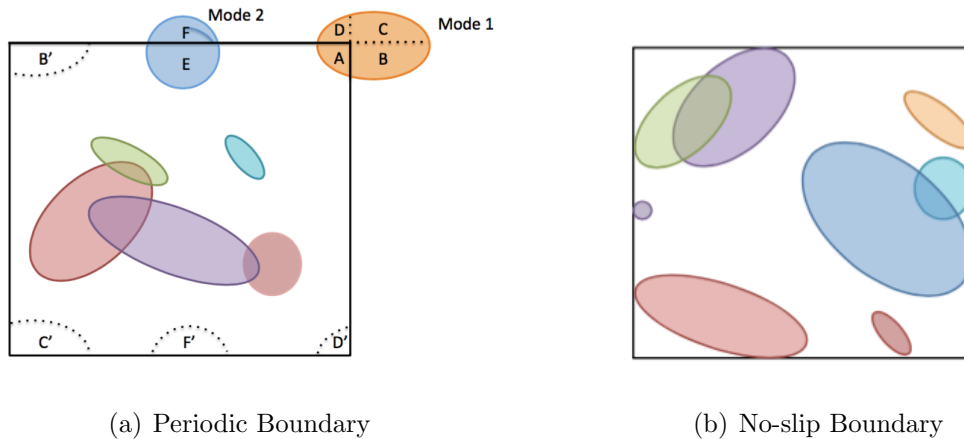 Mode 2
Mode 1
F
D
C
B'
E
A
B
C'
F'
D'
(a) Periodic Boundary
(b) No-slip Boundary